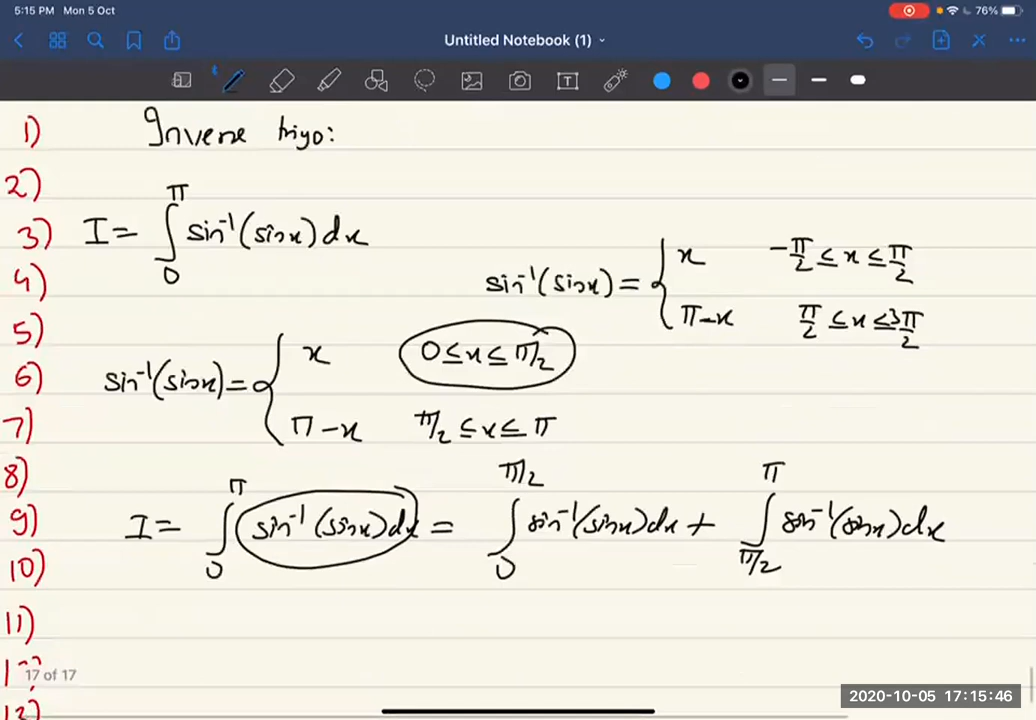 5:15 PM Mon 5 Oct 76%
Untitled Notebook (1)
1) Inverse trigo:
2)
3) I = ∫₀^π sin⁻¹(sinx) dx
4) sin⁻¹(sinx) = { x   -π/2 ≤ x ≤ π/2
5) π-x   π/2 ≤ x ≤ 3π/2
6) sin⁻¹(sinx) = { x   0 ≤ x ≤ π/2
7) π-x   π/2 ≤ x ≤ π
8)
9) I = ∫₀^π sin⁻¹(sinx) dx = ∫₀^{π/2} sin⁻¹(sinx) dx + ∫_{π/2}^π sin⁻¹(sinx) dx
10)
11)
17 of 17
2020-10-05 17:15:46